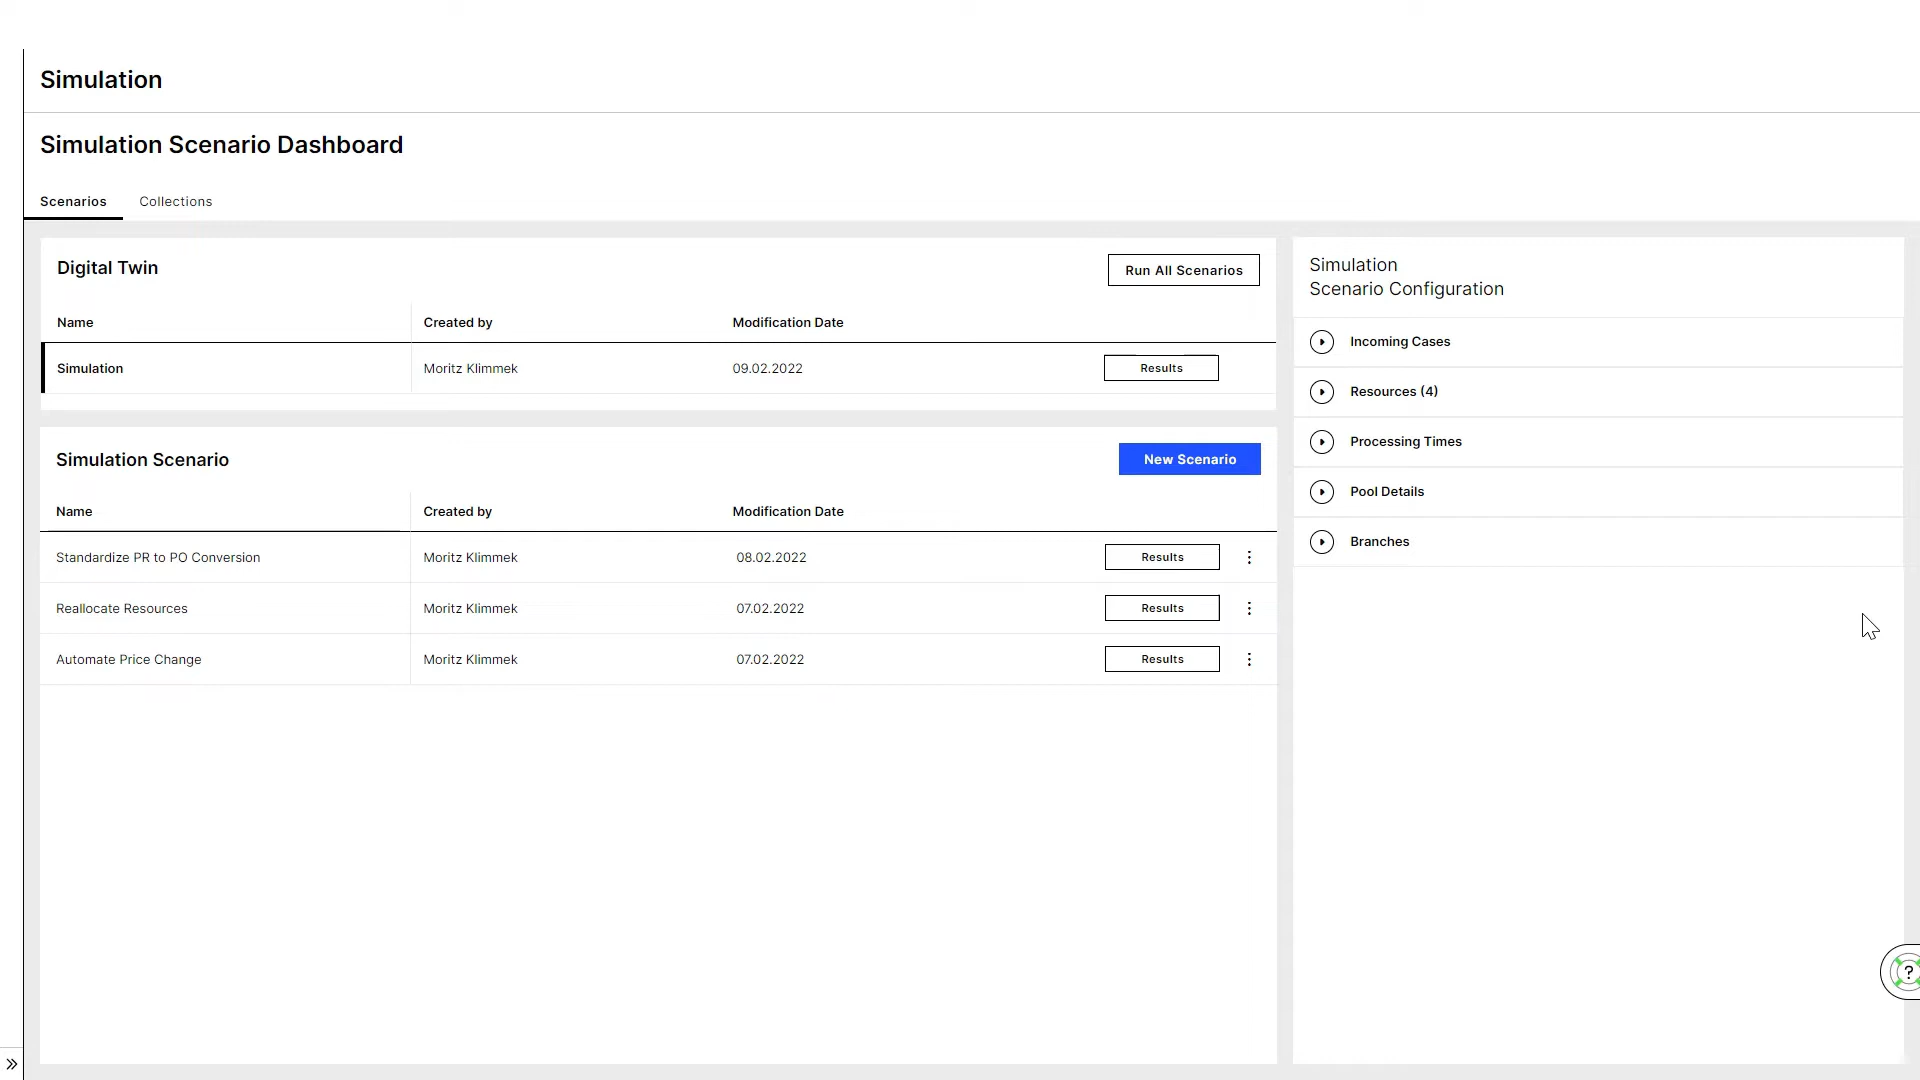 Simulation
Simulation Scenario Dashboard
Scenarios Collections
Digital Twin
Run All Scenarios
Name Created by Modification Date
Simulation Moritz Klimmek 09.02.2022 Results
Simulation Scenario
New Scenario
Name Created by Modification Date
Standardize PR to PO Conversion Moritz Klimmek 08.02.2022 Results
Reallocate Resources Moritz Klimmek 07.02.2022 Results
Automate Price Change Moritz Klimmek 07.02.2022 Results
Simulation
Scenario Configuration
Incoming Cases
Resources (4)
Processing Times
Pool Details
Branches
?